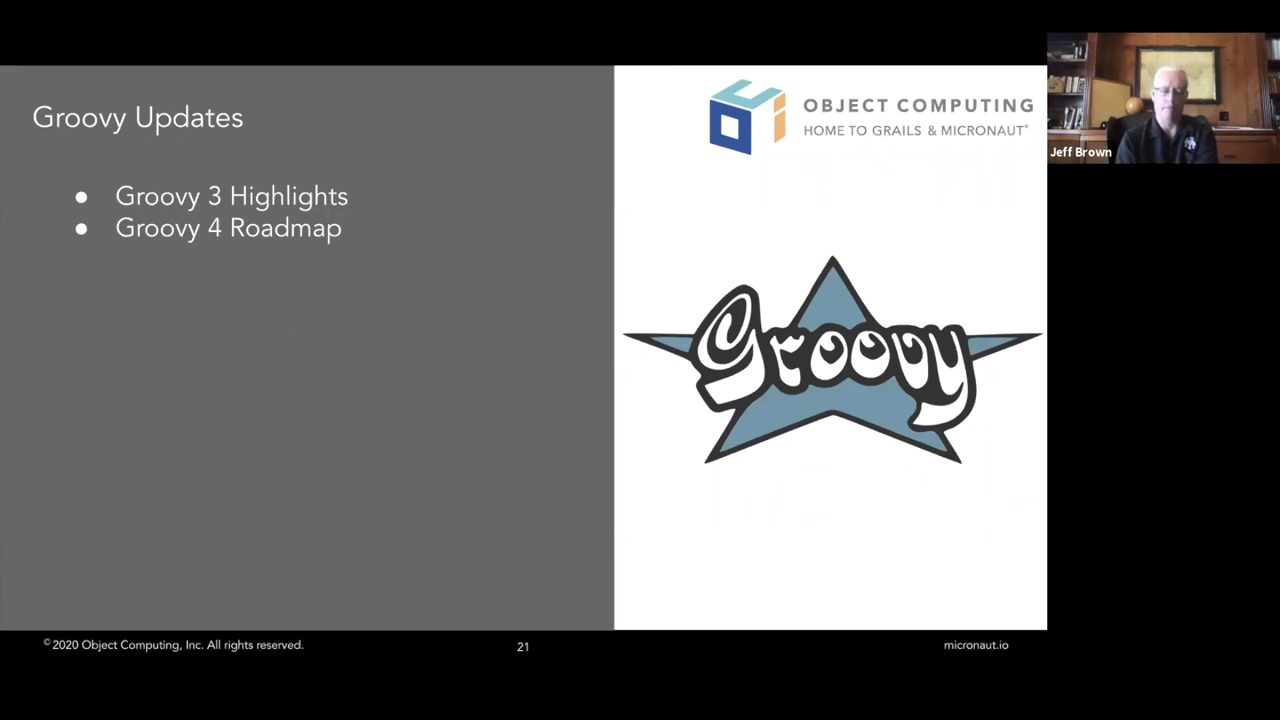 Groovy Updates
● Groovy 3 Highlights
● Groovy 4 Roadmap
OBJECT COMPUTING
HOME TO GRAILS & MICRONAUT®
Groovy
Jeff Brown
©2020 Object Computing, Inc. All rights reserved.
21
micronaut.io